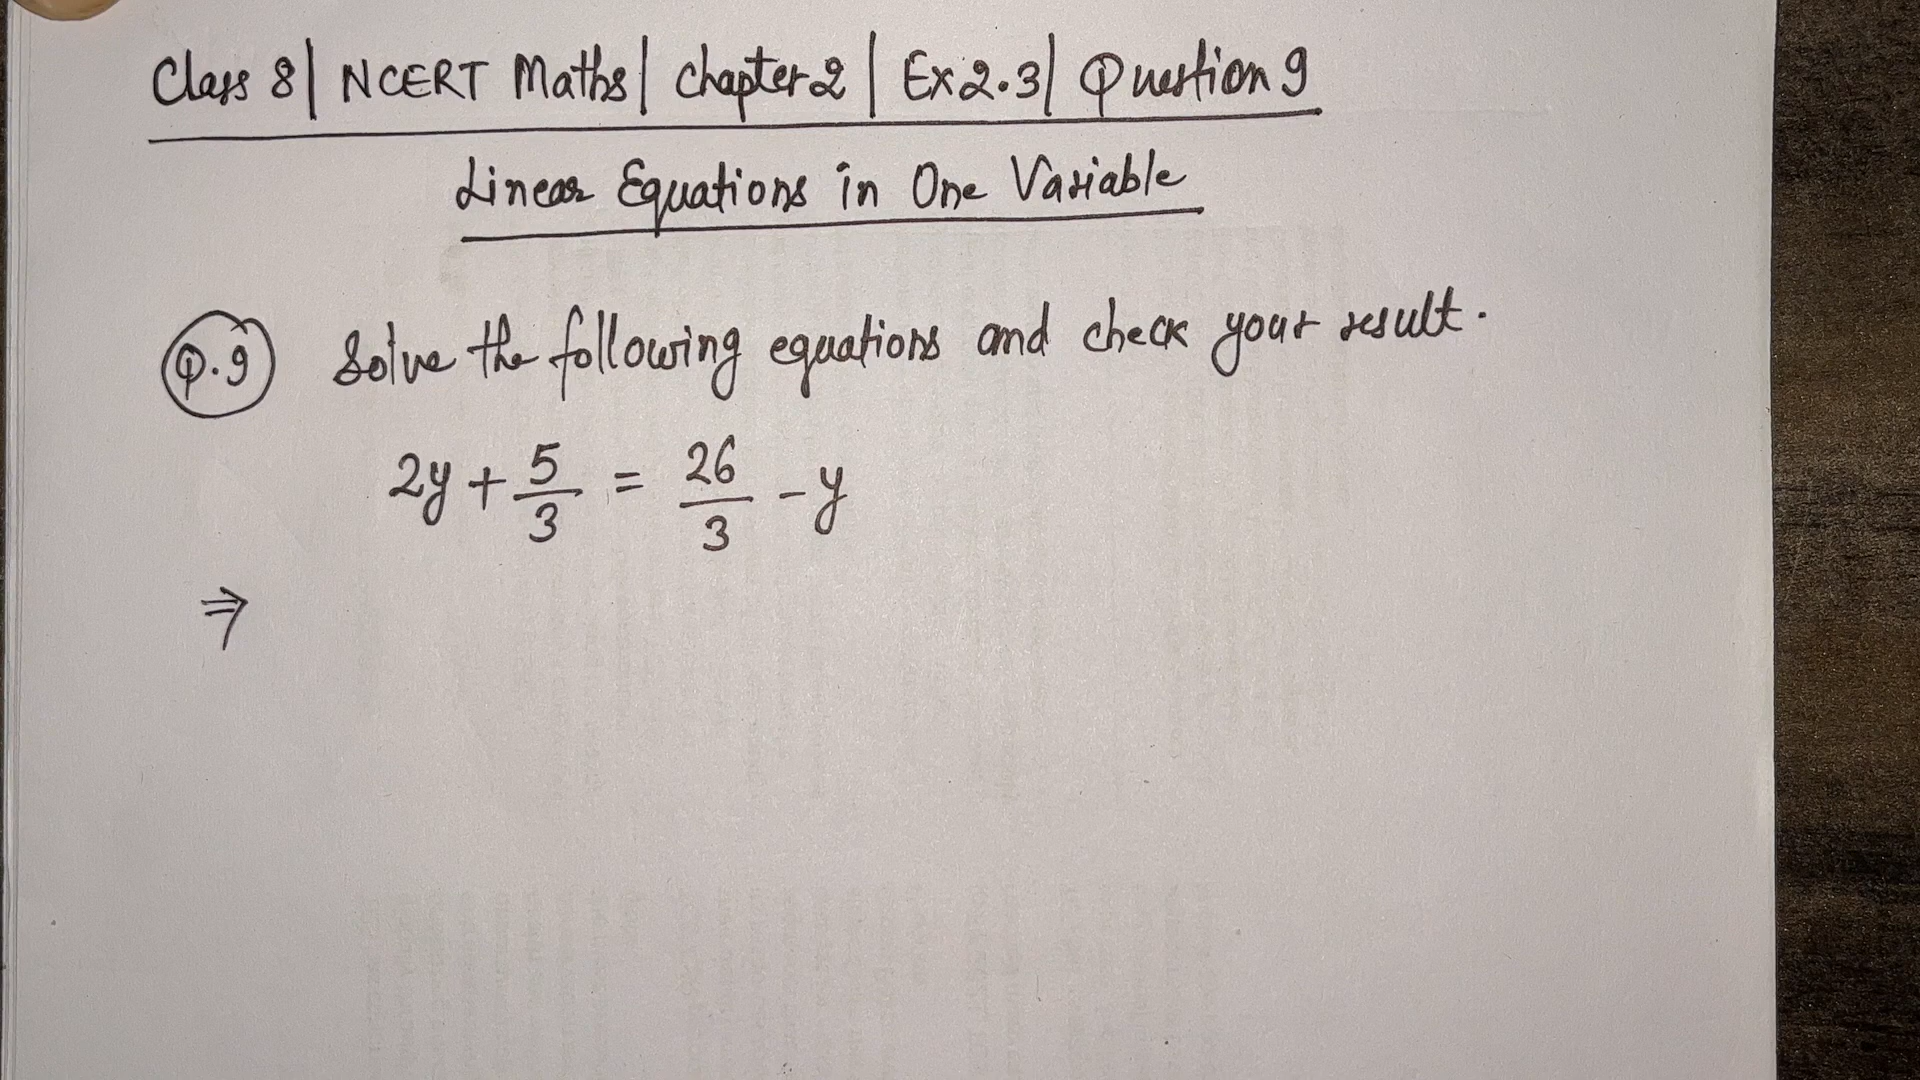 Class 8 | NCERT Maths | Chapter 2 | Ex 2.3 | Question 9
Linear Equations in One Variable
Q.9 Solve the following equations and check your result.
2y + 5/3 = 26/3 - y
⇒